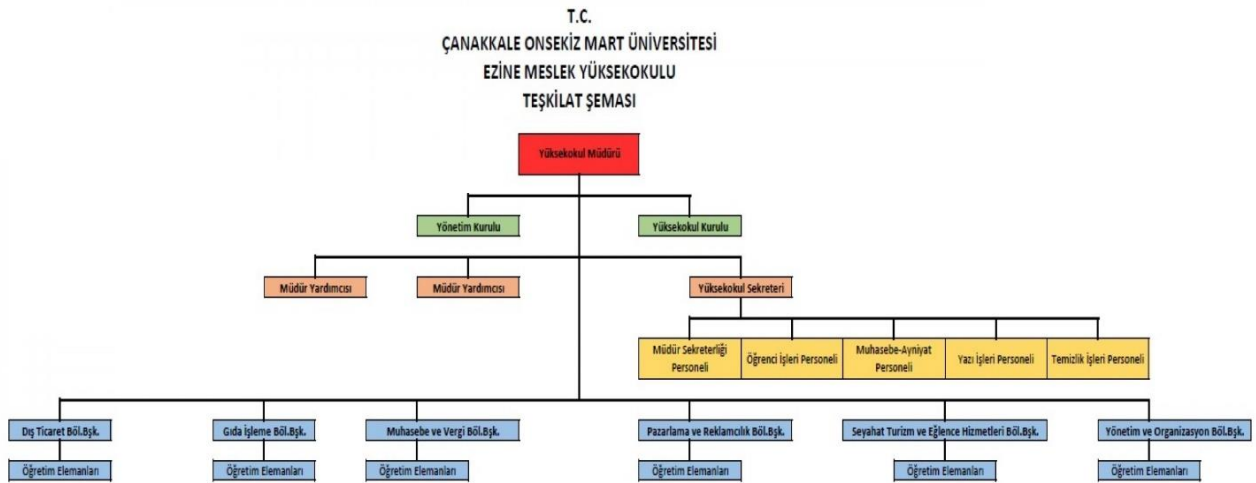 T.C.
ÇANAKKALE ONSEKİZ MART ÜNİVERSİTESİ
EZİNE MESLEK YÜKSEKOKULU
TEŞKİLAT ŞEMASI
Yüksekokul Müdürü
Yönetim Kurulu
Yüksekokul Kurulu
Müdür Yardımcısı
Müdür Yardımcısı
Yüksekokul Sekreteri
Müdür Sekreterliği
Personeli
Öğrenci İşleri Personeli
Muhasebe-Ayniyat
Personeli
Yazı İşleri Personeli
Temizlik İşleri Personeli
Dış Ticaret Böl.Bşk.
Gıda İşleme Böl.Bşk.
Muhasebe ve Vergi Böl.Bşk.
Pazarlama ve Reklamcılık Böl.Bşk.
Seyahat Turizm ve Eğlence Hizmetleri Böl.Bşk.
Yönetim ve Organizasyon Böl.Bşk.
Öğretim Elemanları
Öğretim Elemanları
Öğretim Elemanları
Öğretim Elemanları
Öğretim Elemanları
Öğretim Elemanları